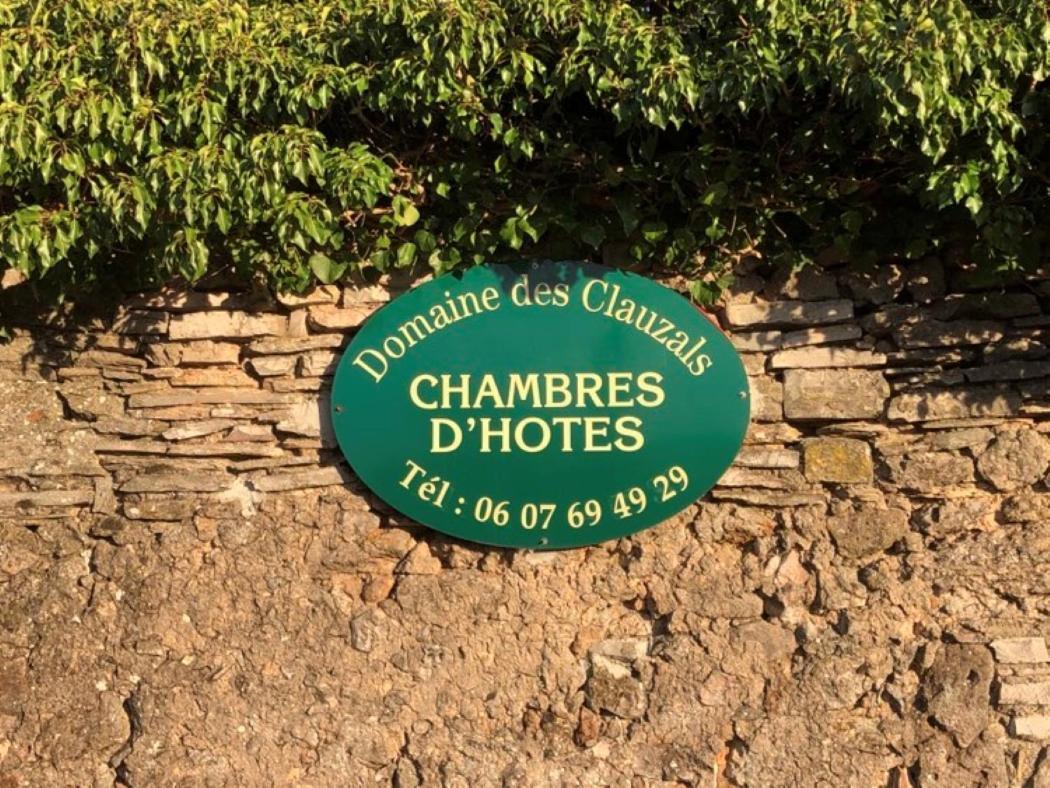 Domaine des Clauzals
CHAMBRES
D'HOTES
Tél : 06 07 69 49 29